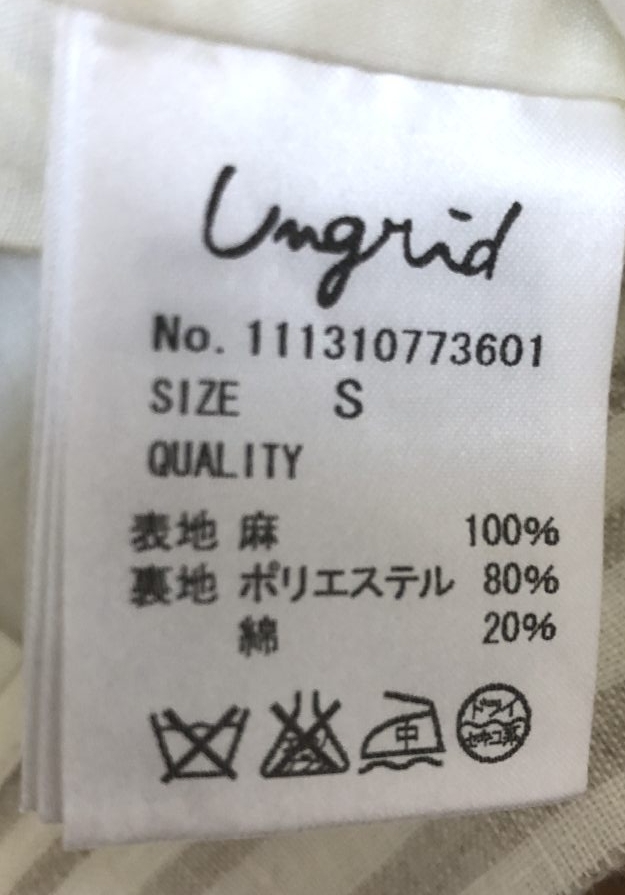 Ungrid
No. 111310773601
SIZE S
QUALITY
表地 麻 100%
裏地 ポリエステル 80%
綿 20%
中
ドライ
セキユ系